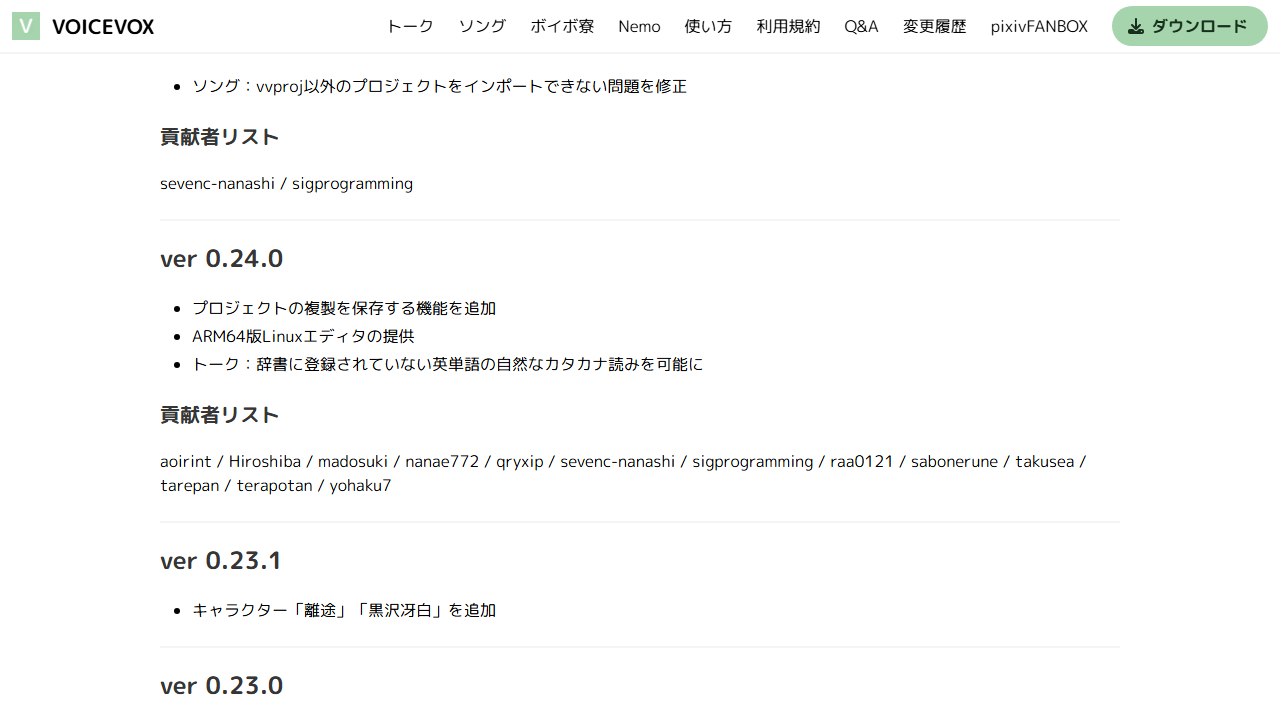 VOICEVOX トーク ソング ボイボ寮 Nemo 使い方 利用規約 Q&A 変更履歴 pixivFANBOX ダウンロード
ソング：vvproj以外のプロジェクトをインポートできない問題を修正
貢献者リスト
sevenc-nanashi / sigprogramming
ver 0.24.0
プロジェクトの複製を保存する機能を追加
ARM64版Linuxエディタの提供
トーク：辞書に登録されていない英単語の自然なカタカナ読みを可能に
貢献者リスト
aoirint / Hiroshiba / madosuki / nanae772 / qryxip / sevenc-nanashi / sigprogramming / raa0121 / sabonerune / takusea /
tarepan / terapotan / yohaku7
ver 0.23.1
キャラクター「離途」「黒沢冴白」を追加
ver 0.23.0